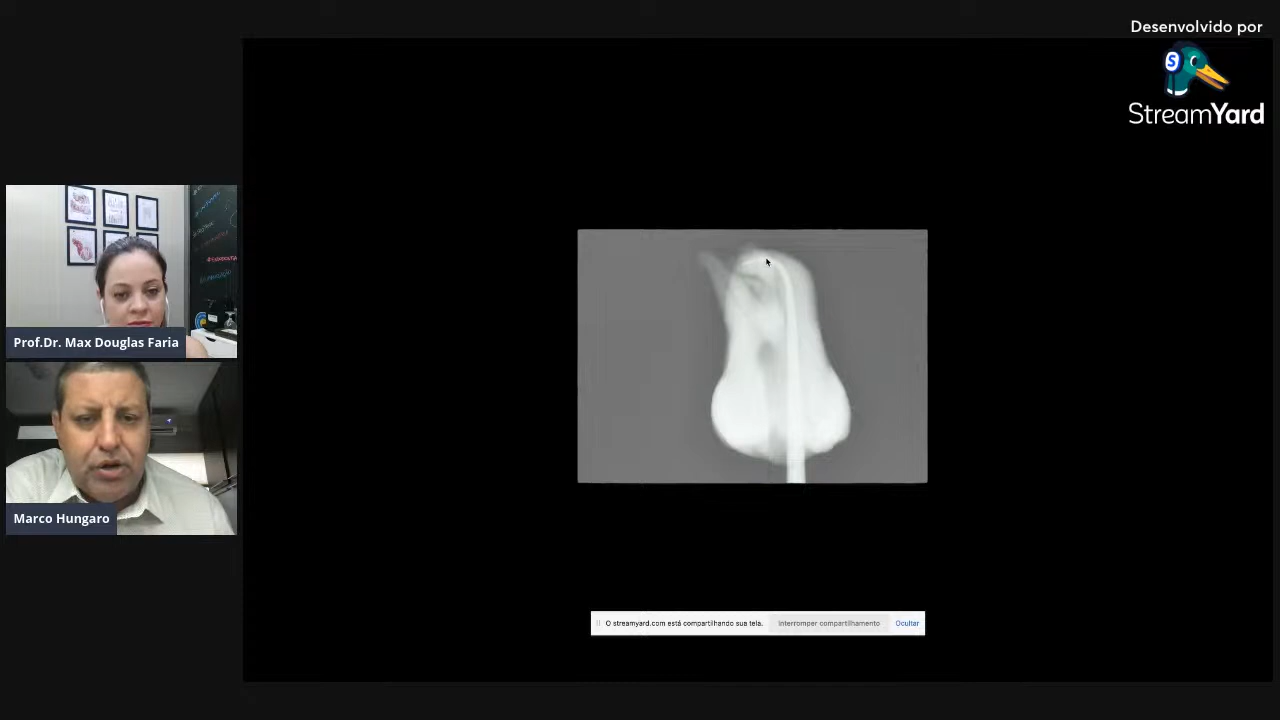 Desenvolvido por
StreamYard
Prof.Dr. Max Douglas Faria
Marco Hungaro
O streamyard.com está compartilhando sua tela.
Interromper compartilhamento
Ocultar